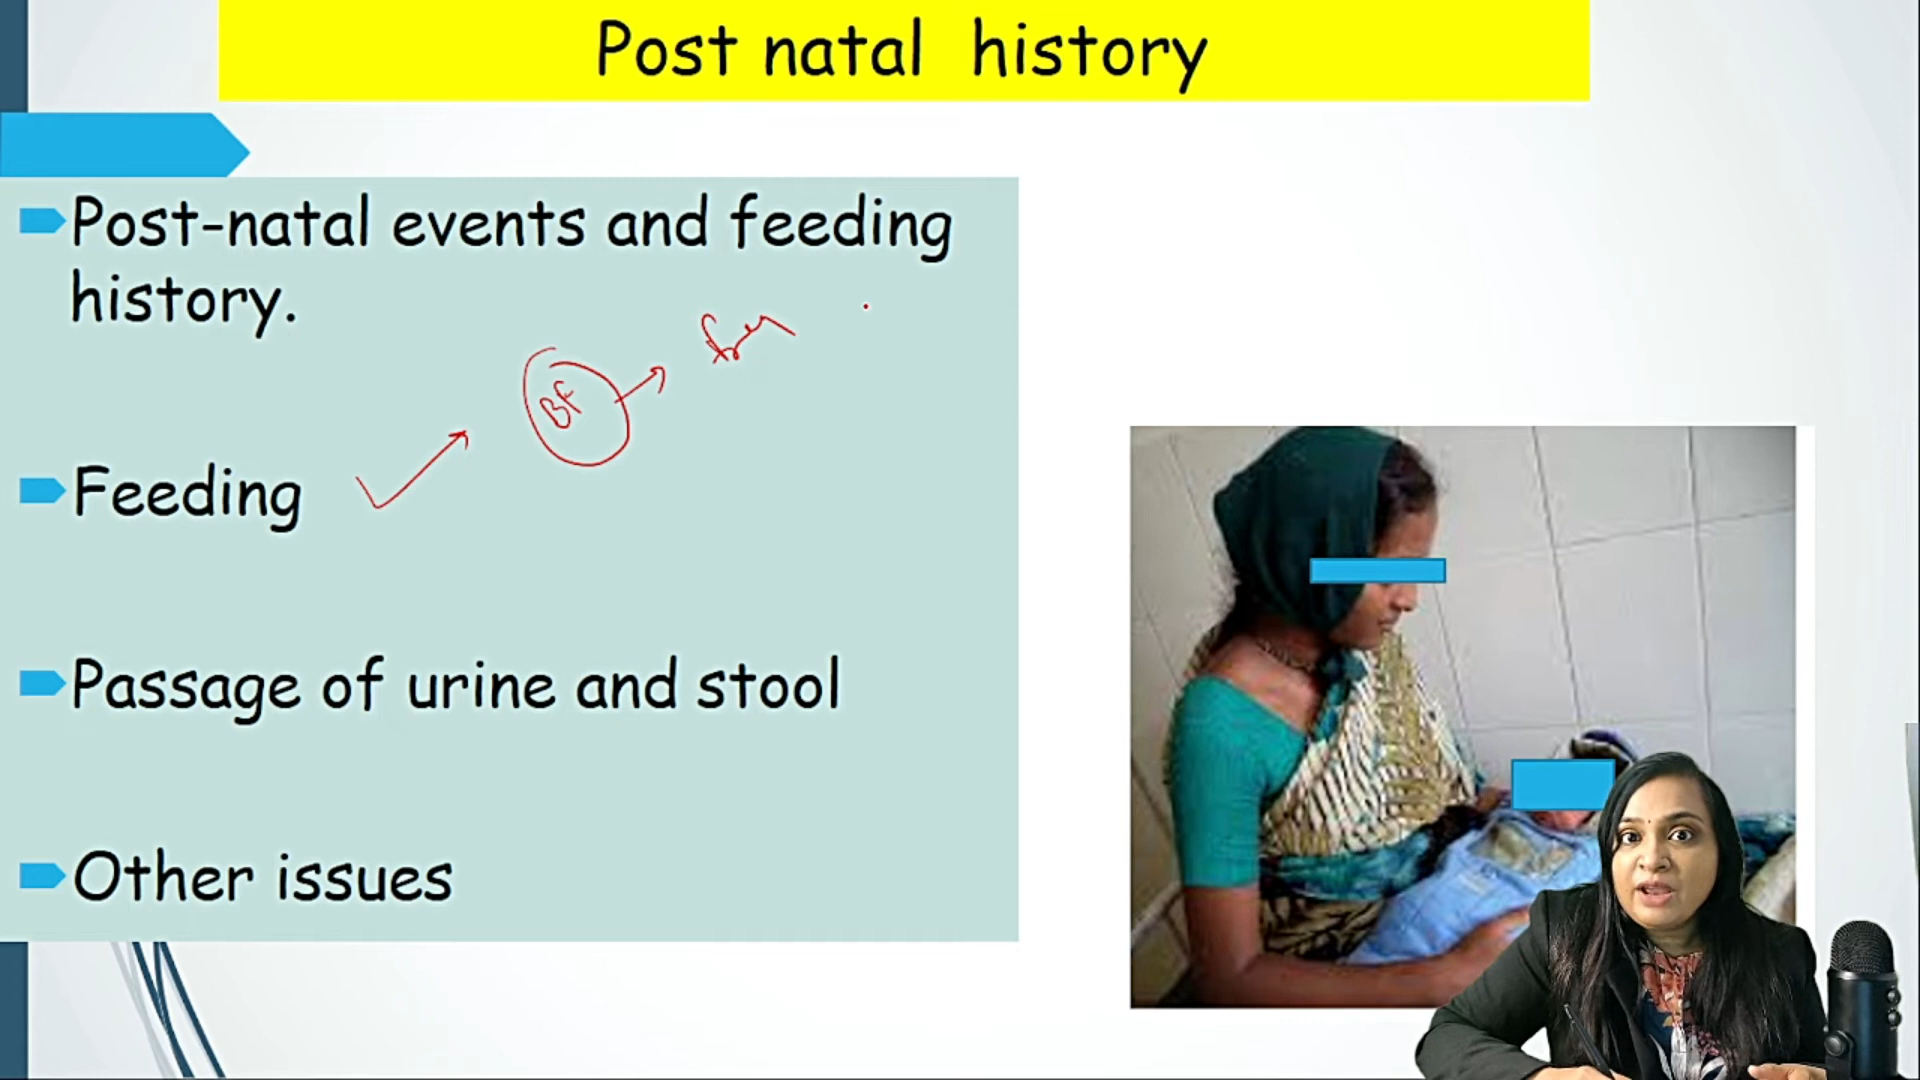 Post natal history
Post-natal events and feeding
history.
BF
Feeding
Passage of urine and stool
Other issues